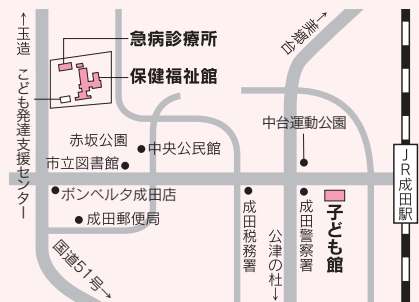 ↑玉造
こども発達支援センター
急病診療所
保健福祉館
↑美郷台
赤坂公園
中央公民館
市立図書館
中台運動公園
ボンベルタ成田店
成田郵便局
国道51号→
成田税務署
公津の杜→
成田警察署
子ども館
JR成田駅